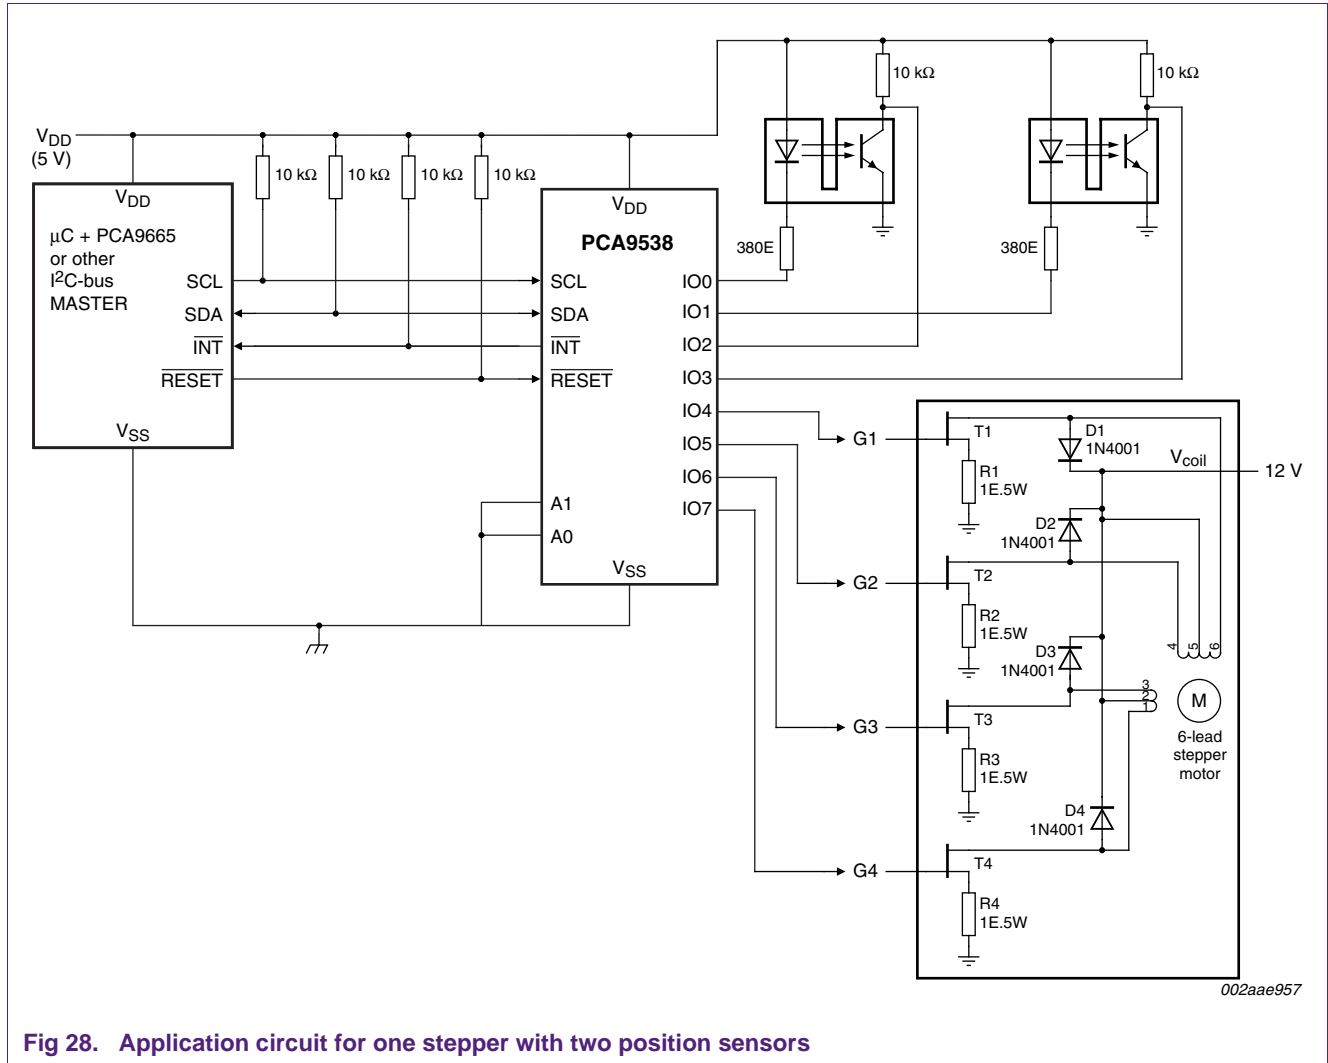 10 kΩ
10 kΩ
VDD
(5 V)
10 kΩ
10 kΩ
10 kΩ
10 kΩ
VDD
μC + PCA9665
or other
I2C-bus
MASTER
SCL
SDA
INT
RESET
VSS
VDD
PCA9538
SCL
SDA
INT
RESET
A1
A0
VSS
IO0
IO1
IO2
IO3
IO4
IO5
IO6
IO7
380E
380E
G1
G2
G3
G4
T1
R1
1E.5W
D1
1N4001
Vcoil
12 V
D2
1N4001
T2
R2
1E.5W
D3
1N4001
4
5
6
3
2
1
M
6-lead
stepper
motor
T3
R3
1E.5W
D4
1N4001
T4
R4
1E.5W
002aae957
Fig 28. Application circuit for one stepper with two position sensors